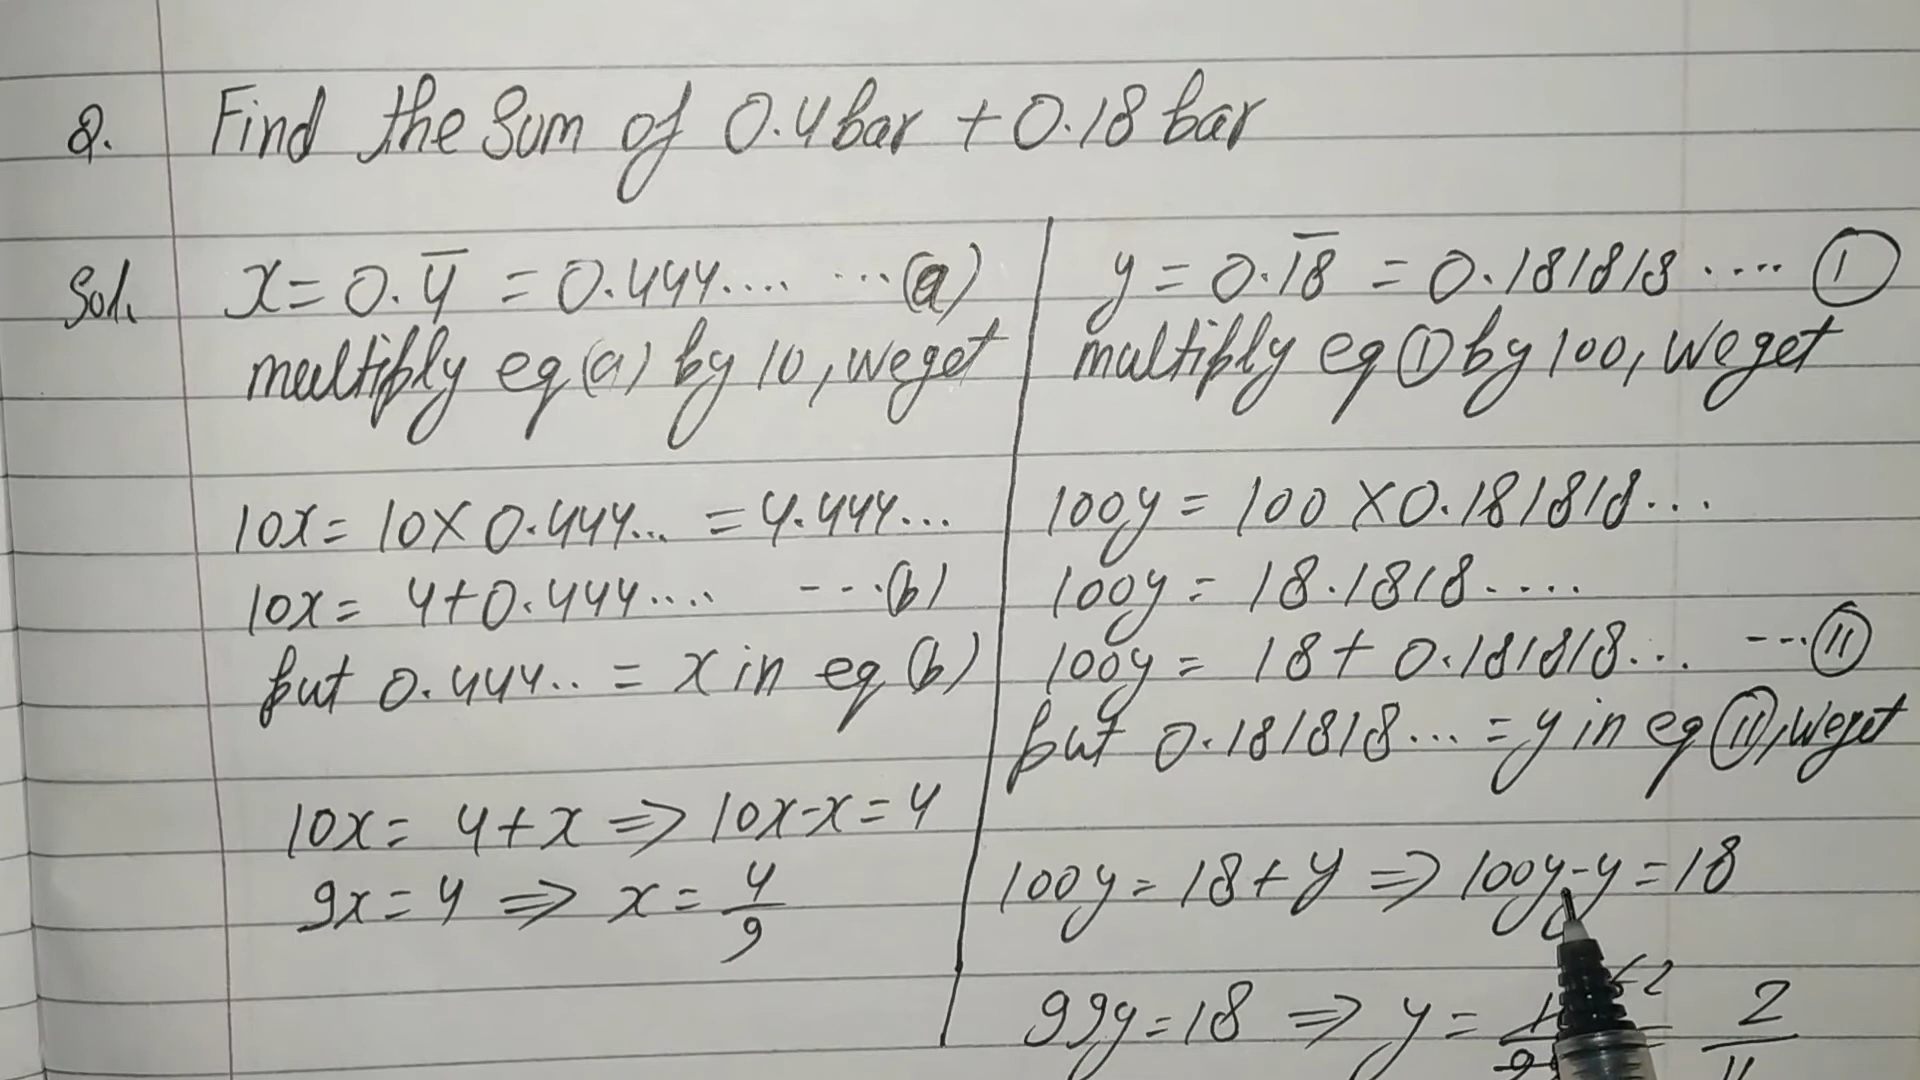 Q. Find the Sum of 0.4 bar + 0.18 bar
Sol. x = 0.4̅ = 0.444.... ...(a)
multiply eq (a) by 10, we get
10x = 10 × 0.444... = 4.444...
10x = 4 + 0.444.... ---.(b)
put 0.444.. = x in eq (b)
10x = 4 + x ⇒ 10x - x = 4
9x = 4 ⇒ x = 4/9
y = 0.1̅8̅ = 0.181818 .... ①
multiply eq ① by 100, we get
100y = 100 × 0.181818...
100y = 18.1818.....
100y = 18 + 0.181818... ---Ⓘ︎Ⓘ
put 0.181818... = y in eq (II), we get
100y = 18 + y ⇒ 100y - y = 18
99y = 18 ⇒ y = 2/11